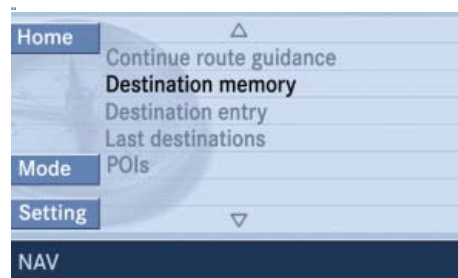 Home
Continue route guidance
Destination memory
Destination entry
Last destinations
Mode
POIs
Setting
NAV